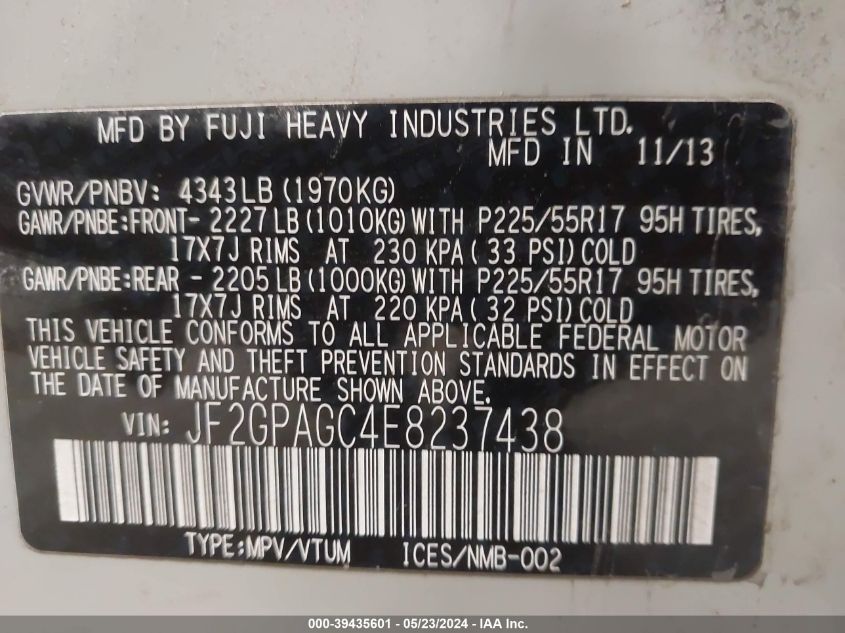 MFD BY FUJI HEAVY INDUSTRIES LTD.
MFD IN 11/13
GVWR/PNBV: 4343LB (1970KG)
GAWR/PNBE:FRONT- 2227 LB (1010KG) WITH P225/55R17 95H TIRES,
17X7J RIMS AT 230 KPA ( 33 PSI) COLD
GAWR/PNBE:REAR - 2205 LB (1000KG) WITH P225/55R17 95H TIRES,
17X7J RIMS AT 220 KPA ( 32 PSI) COLD
THIS VEHICLE CONFORMS TO ALL APPLICABLE FEDERAL MOTOR
VEHICLE SAFETY AND THEFT PREVENTION STANDARDS IN EFFECT ON
THE DATE OF MANUFACTURE SHOWN ABOVE.
VIN: JF2GPAGC4E8237438
TYPE:MPV/VTUM ICES/NMB-002
000-39435601 - 05/23/2024 - IAA Inc.